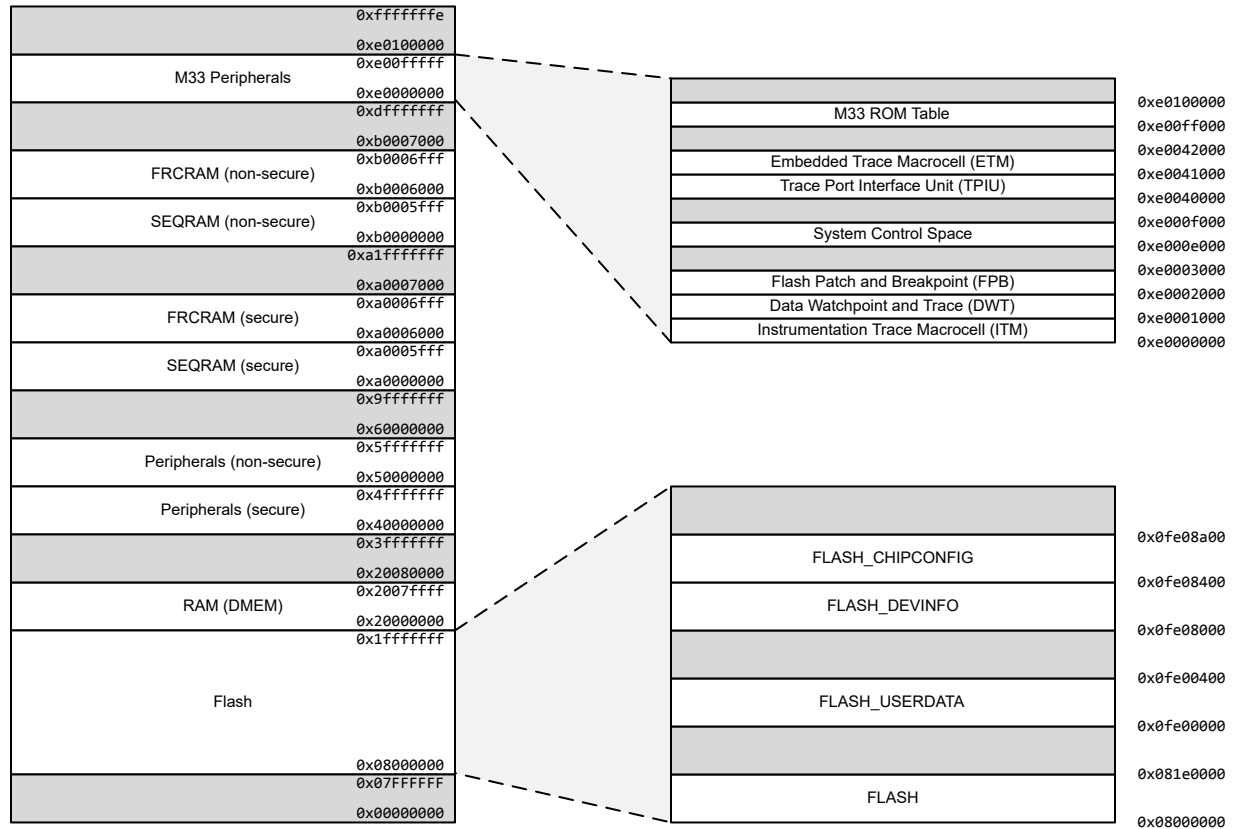 0xfffffffe
0xe0100000
M33 Peripherals
0xe00fffff
0xe0000000
0xdfffffff
0xb0007000
FRCRAM (non-secure)
0xb0006fff
0xb0006000
SEQRAM (non-secure)
0xb0005fff
0xb0000000
0xa1ffffff
0xa0007000
FRCRAM (secure)
0xa0006fff
0xa0006000
SEQRAM (secure)
0xa0005fff
0xa0000000
0x9fffffff
0x60000000
Peripherals (non-secure)
0x5fffffff
0x50000000
Peripherals (secure)
0x4fffffff
0x40000000
0x3fffffff
0x20080000
RAM (DMEM)
0x2007ffff
0x20000000
0x1fffffff
Flash
0x08000000
0x07FFFFFF
0x00000000
0xe0100000
M33 ROM Table
0xe00ff000
0xe0042000
Embedded Trace Macrocell (ETM)
0xe0041000
Trace Port Interface Unit (TPIU)
0xe0040000
0xe000f000
System Control Space
0xe000e000
0xe0003000
Flash Patch and Breakpoint (FPB)
0xe0002000
Data Watchpoint and Trace (DWT)
0xe0001000
Instrumentation Trace Macrocell (ITM)
0xe0000000
0x0fe08a00
FLASH_CHIPCONFIG
0x0fe08400
FLASH_DEVINFO
0x0fe08000
0x0fe00400
FLASH_USERDATA
0x0fe00000
0x081e0000
FLASH
0x08000000